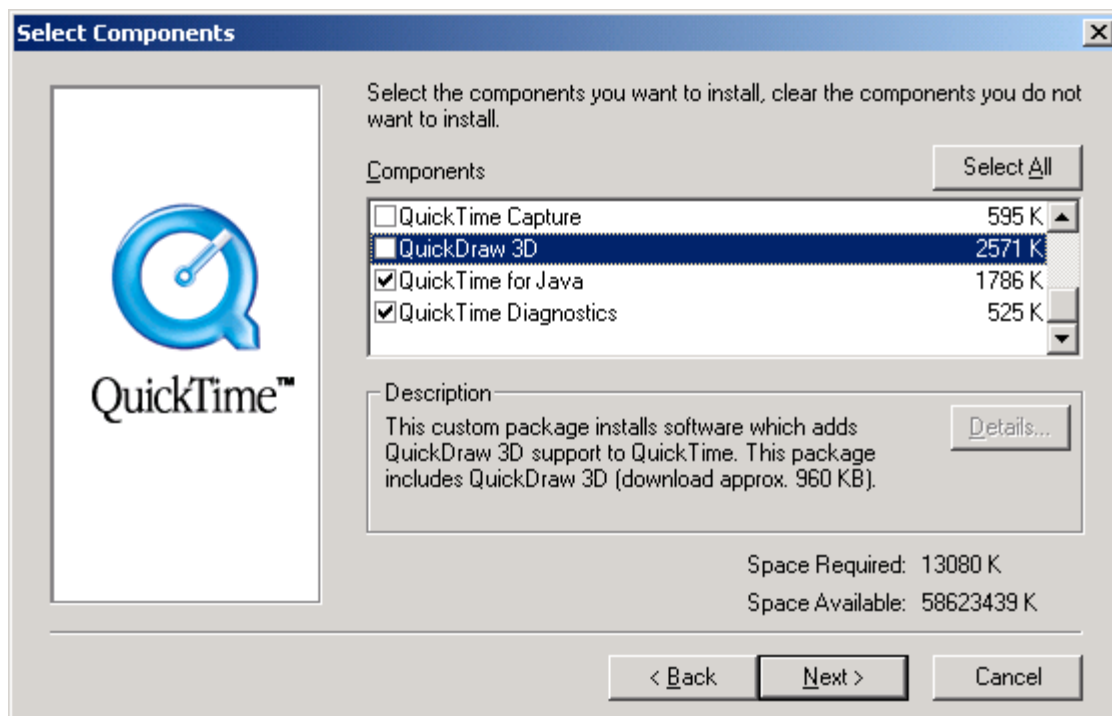 Select Components
Select the components you want to install, clear the components you do not
want to install.
Components
Select All
QuickTime Capture 595 K
QuickDraw 3D 2571 K
QuickTime for Java 1786 K
QuickTime Diagnostics 525 K
QuickTime™
Description
This custom package installs software which adds
QuickDraw 3D support to QuickTime. This package
includes QuickDraw 3D (download approx. 960 KB).
Details...
Space Required: 13080 K
Space Available: 58623439 K
< Back
Next >
Cancel